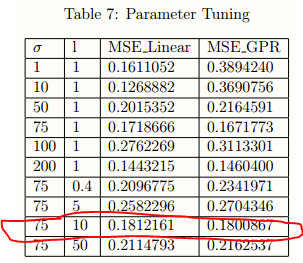 Table 7: Parameter Tuning
σ l MSE_Linear MSE_GPR
1 1 0.1611052 0.3894240
10 1 0.1268882 0.3690756
50 1 0.2015352 0.2164591
75 1 0.1718666 0.1671773
100 1 0.2762269 0.3113301
200 1 0.1443215 0.1460400
75 0.4 0.2096775 0.2341971
75 5 0.2582296 0.2704346
75 10 0.1812161 0.1800867
75 50 0.2114793 0.2162537